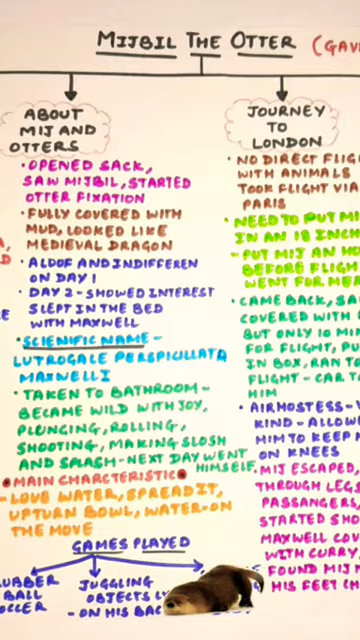 MIJBIL THE OTTER (GAV
ABOUT
MIJ AND
OTTERS
• OPENED SACK,
SAW MIJBIL, STARTED
OTTER FIXATION
• FULLY COVERED WITH
MUD, LOOKED LIKE
MEDIEVAL DRAGON
• ALOOF AND INDIFFEREN
ON DAY 1
• DAY 2 - SHOWED INTEREST
SLEPT IN THE BED
WITH MAXWELL
• SCIENIFIC NAME -
LUTROGALE PERSPICILLATA
MAXWELLI
• TAKEN TO BATHROOM -
BECAME WILD WITH JOY,
PLUNGING, ROLLING,
SHOOTING, MAKING SLOSH
AND SPLASH - NEXT DAY WENT
HIMSELF.
• MAIN CHARCTERISTIC
- LOVE WATER, SPREAD IT,
UPTURN BOWL, WATER - ON
THE MOVE
GAMES PLAYED
UBBER
BALL
OCCER
JUGGLING
OBJECTS
- ON HIS BAC
JOURNEY
TO
LONDON
• NO DIRECT FLIG
WITH ANIMALS
TOOK FLIGHT VIA
PARIS
• NEED TO PUT MI
IN AN 18 INCH
- PUT MIJ AN HO
BEFORE FLIGH
WENT FOR MEA
• CAME BACK, SA
COVERED WITH
BUT ONLY 10 MI
FOR FLIGHT, PU
IN BOX, RAN TO
FLIGHT - CAR T
HIM
• AIRHOSTESS - V
KIND - ALLOW
HIM TO KEEP
ON KNEES
• MIJ ESCAPED,
THROUGH LEGS
PASSENGERS,
STARTED SHO
MAXWELL COV
WITH CURRY,
FOUND MIJ
HIS FEET